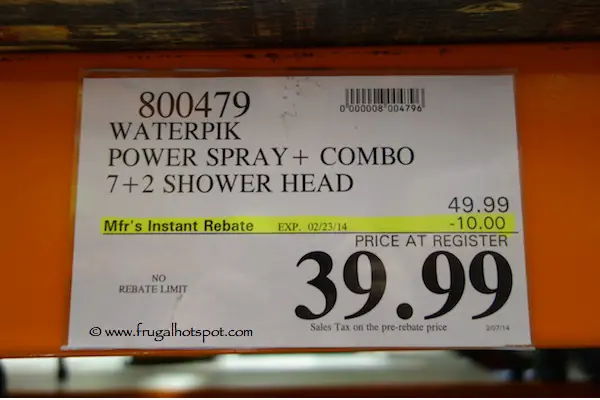 800479
0"000008"004796"
WATERPIK
POWER SPRAY+ COMBO
7+2 SHOWER HEAD
49.99
Mfr's Instant Rebate EXP. 02/23/14 -10.00
PRICE AT REGISTER
39.99
NO
REBATE LIMIT
Sales Tax on the pre-rebate price
2/07/14
© www.frugalhotspot.com